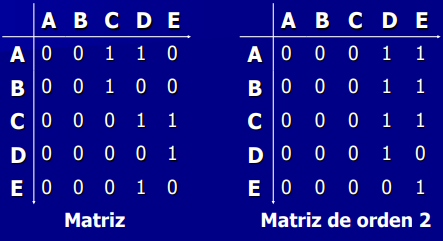 A B C D E A B C D E
A 0 0 1 1 0 A 0 0 0 1 1
B 0 0 1 0 0 B 0 0 0 1 1
C 0 0 0 1 1 C 0 0 0 1 1
D 0 0 0 0 1 D 0 0 0 1 0
E 0 0 0 1 0 E 0 0 0 0 1
Matriz Matriz de orden 2